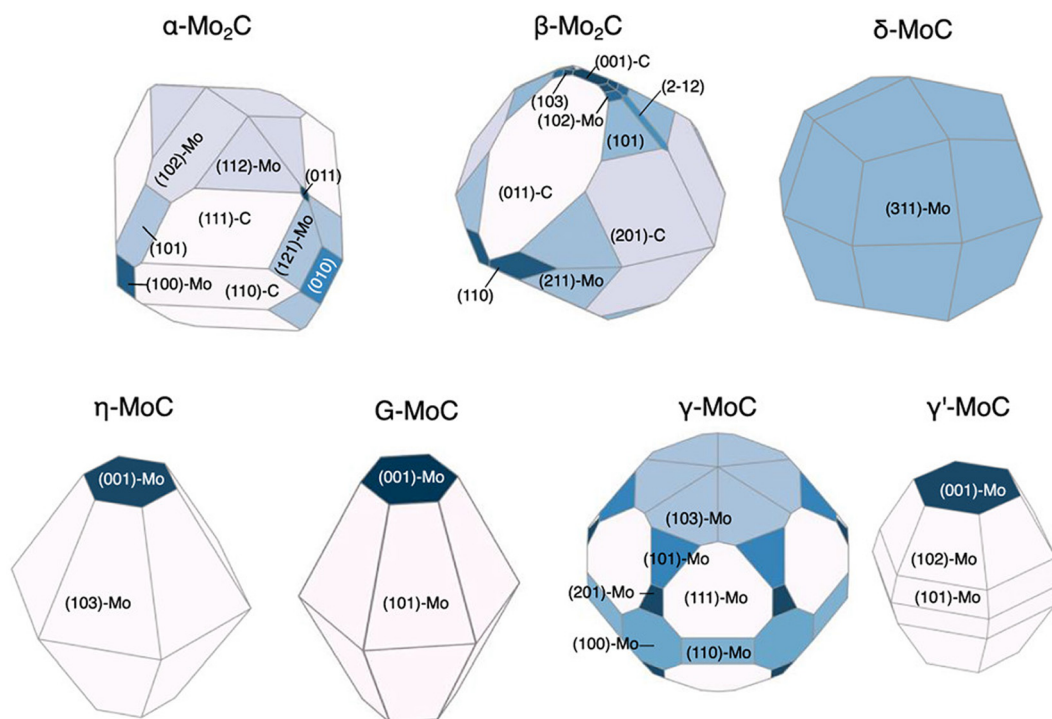 α-Mo₂C
β-Mo₂C
δ-MoC
(102)-Mo
(112)-Mo
(011)
(111)-C
(101)
(121)-Mo
(010)
(100)-Mo
(110)-C
(001)-C
(103)
(2-12)
(102)-Mo
(101)
(011)-C
(201)-C
(110)
(211)-Mo
(311)-Mo
η-MoC
G-MoC
γ-MoC
γ'-MoC
(001)-Mo
(103)-Mo
(001)-Mo
(101)-Mo
(103)-Mo
(101)-Mo
(201)-Mo
(111)-Mo
(100)-Mo
(110)-Mo
(001)-Mo
(102)-Mo
(101)-Mo